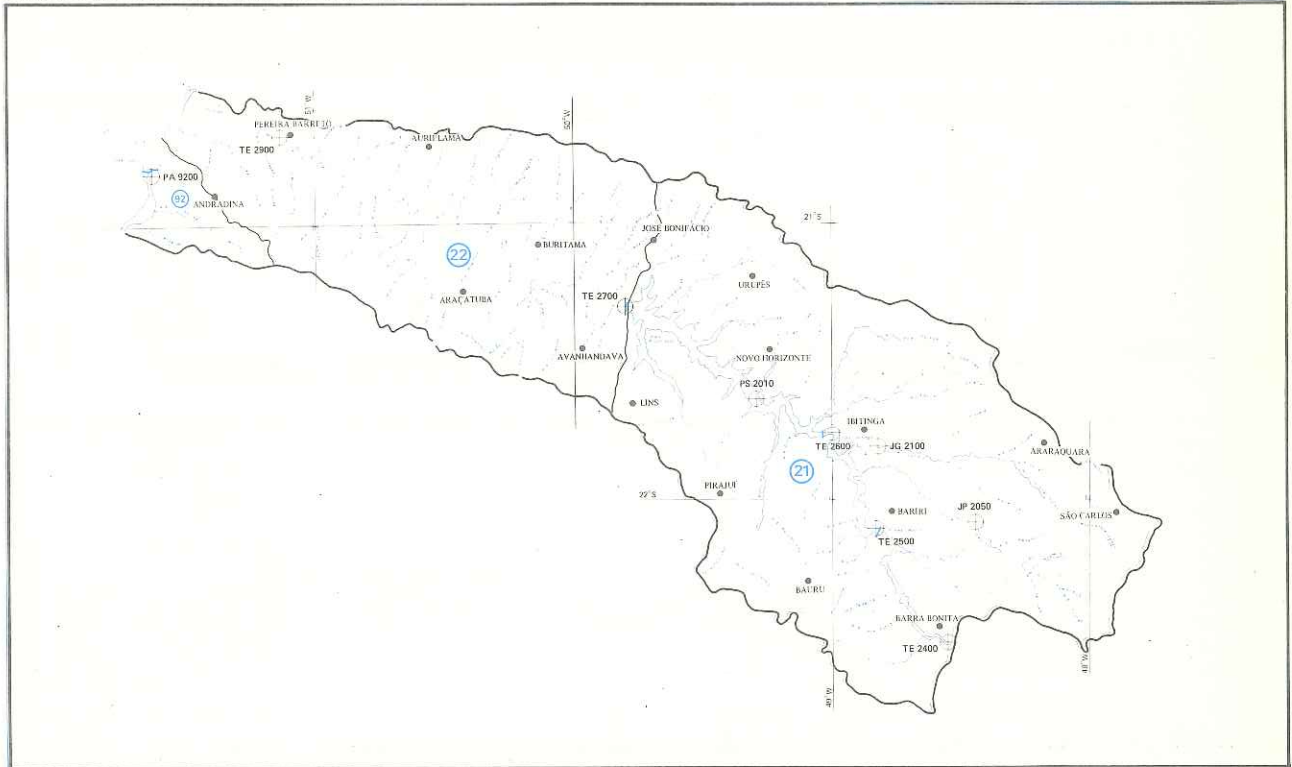 51°W
50°W
PEREIRA BARRETO
AURIFLAMA
TE 2900
PA 9200
92
ANDRADINA
21°S
JOSÉ BONIFÁCIO
BURITAMA
22
URUPÊS
ARAÇATUBA
TE 2700
AVANHANDAVA
NOVO HORIZONTE
PS 2010
LINS
IBITINGA
TE 2600
JG 2100
ARARAQUARA
21
PIRAJUÍ
22°S
BARIRI
JP 2050
SÃO CARLOS
TE 2500
BAURU
BARRA BONITA
TE 2400
49°W
48°W